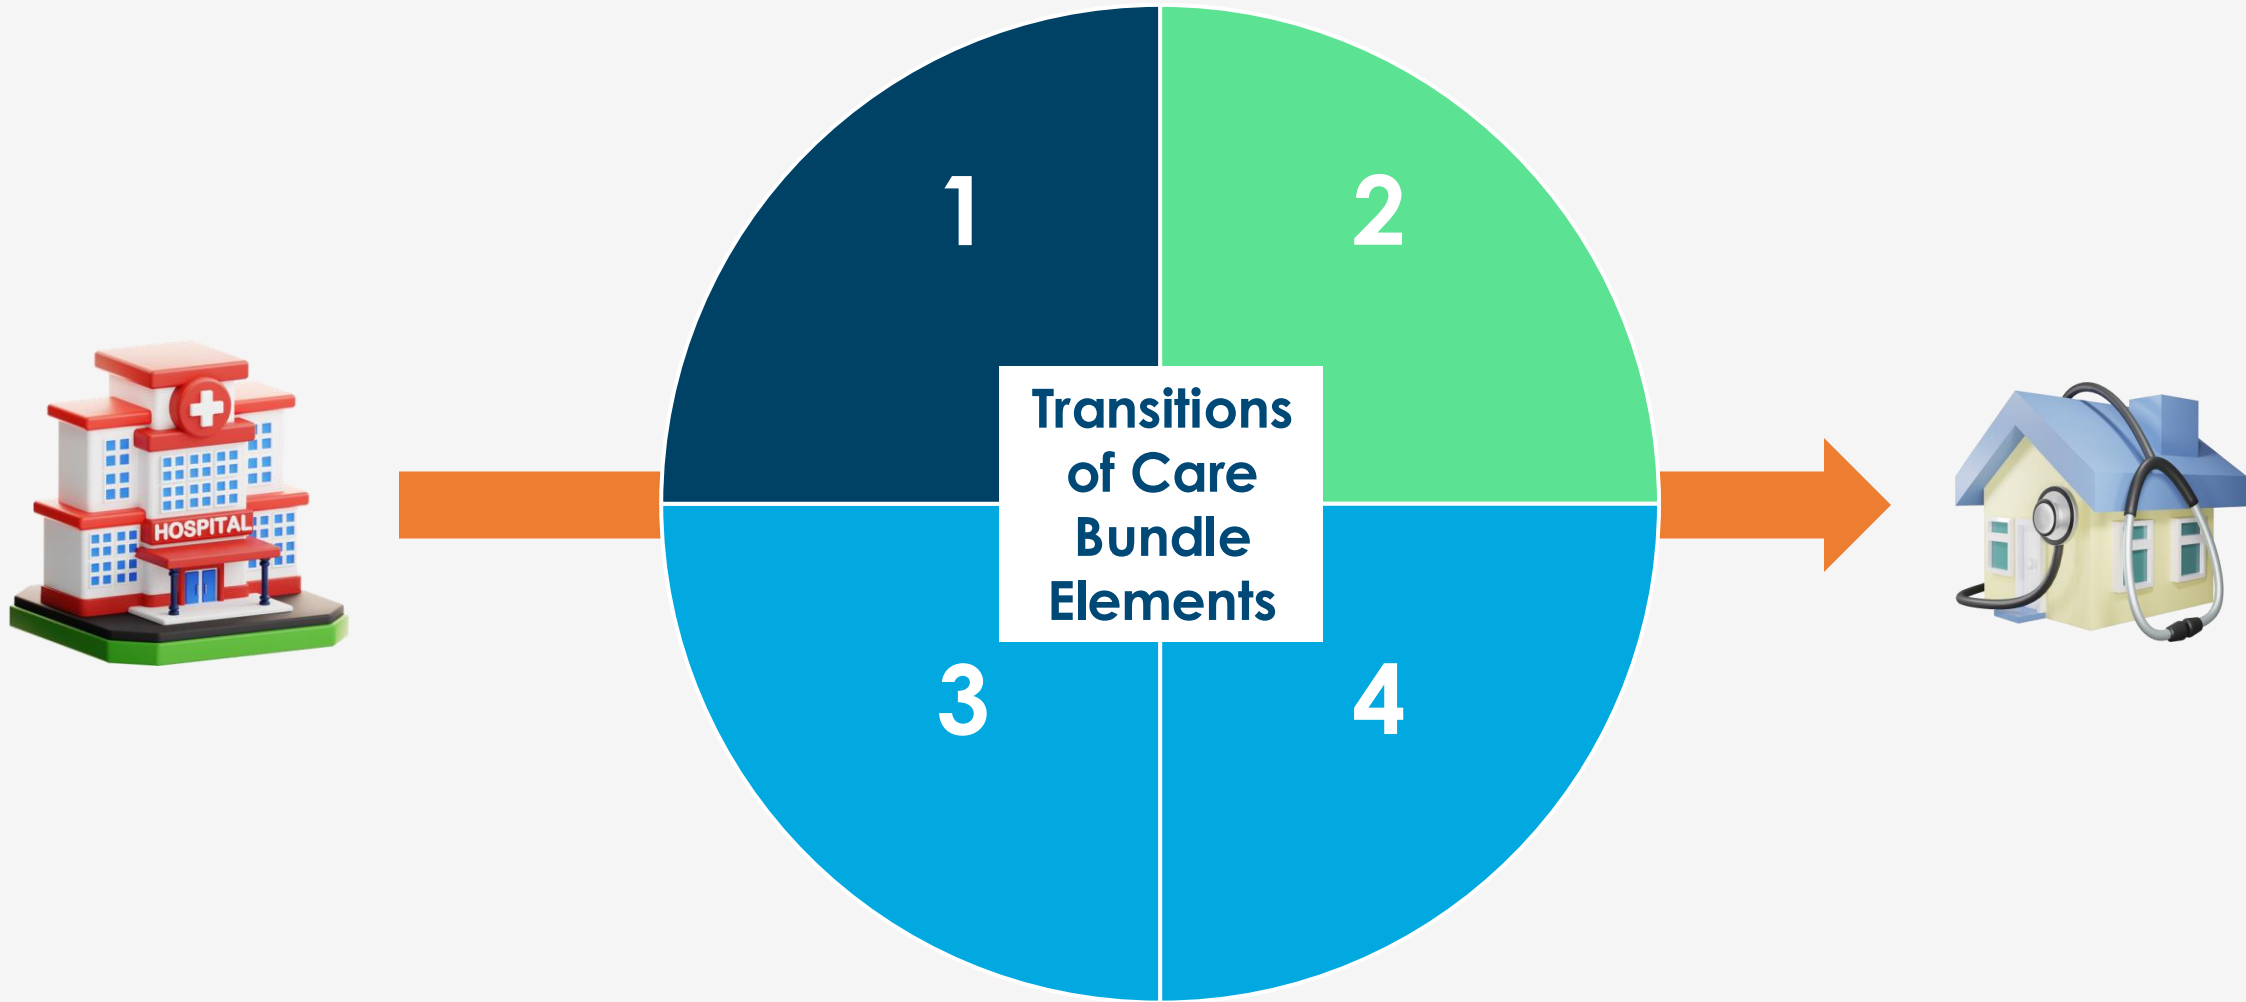 1
2
Transitions
of Care
Bundle
Elements
HOSPITAL
3
4